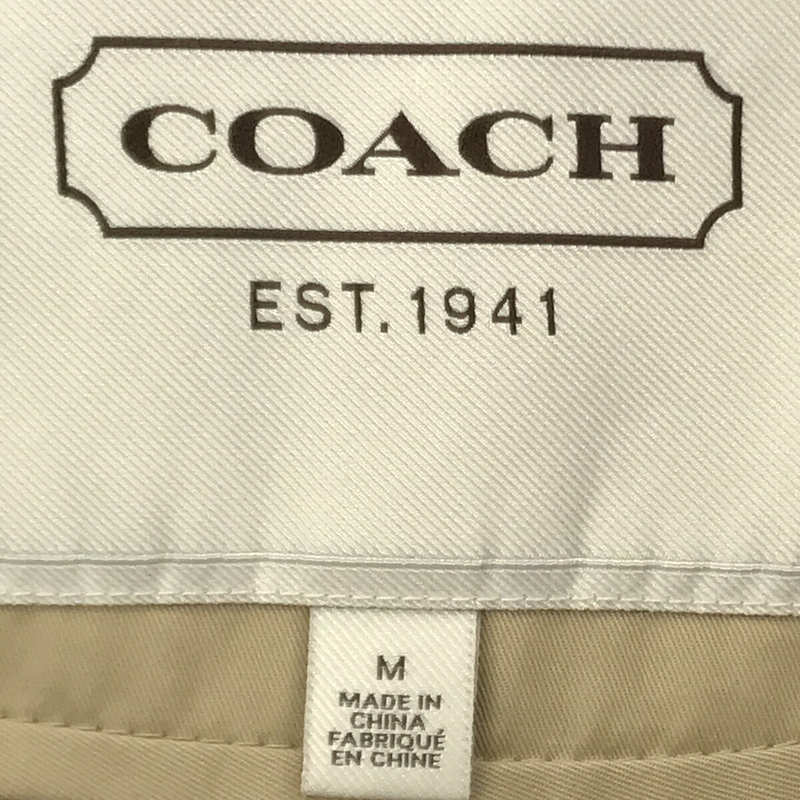 COACH
EST. 1941
M
MADE IN
CHINA
FABRIQUÉ
EN CHINE